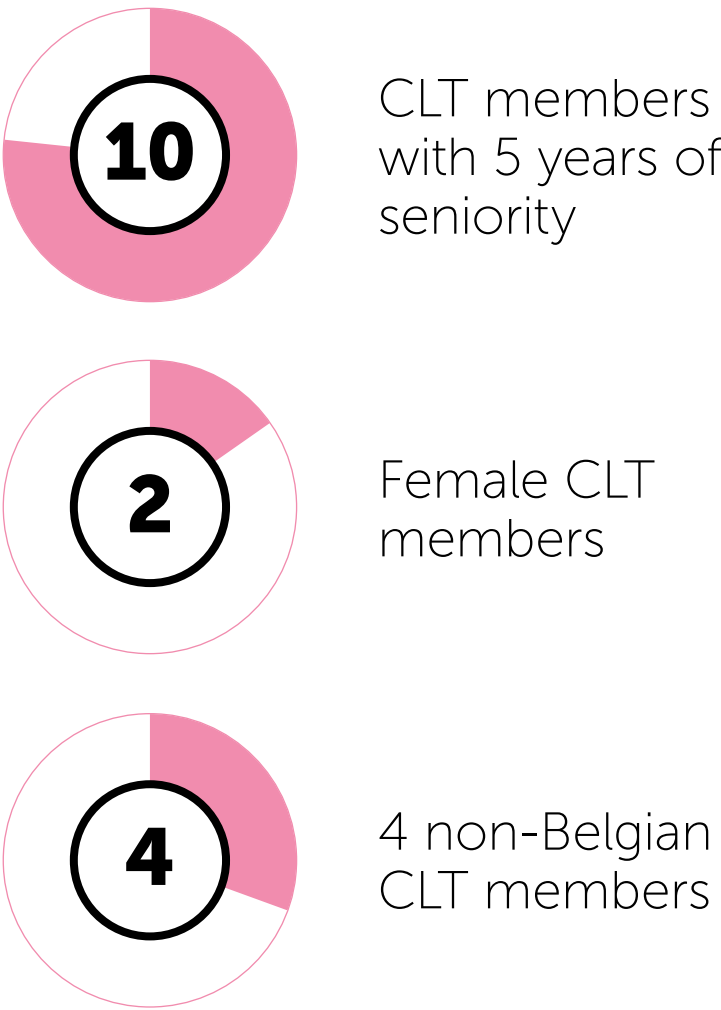 10
CLT members
with 5 years of
seniority
2
Female CLT
members
4
4 non-Belgian
CLT members